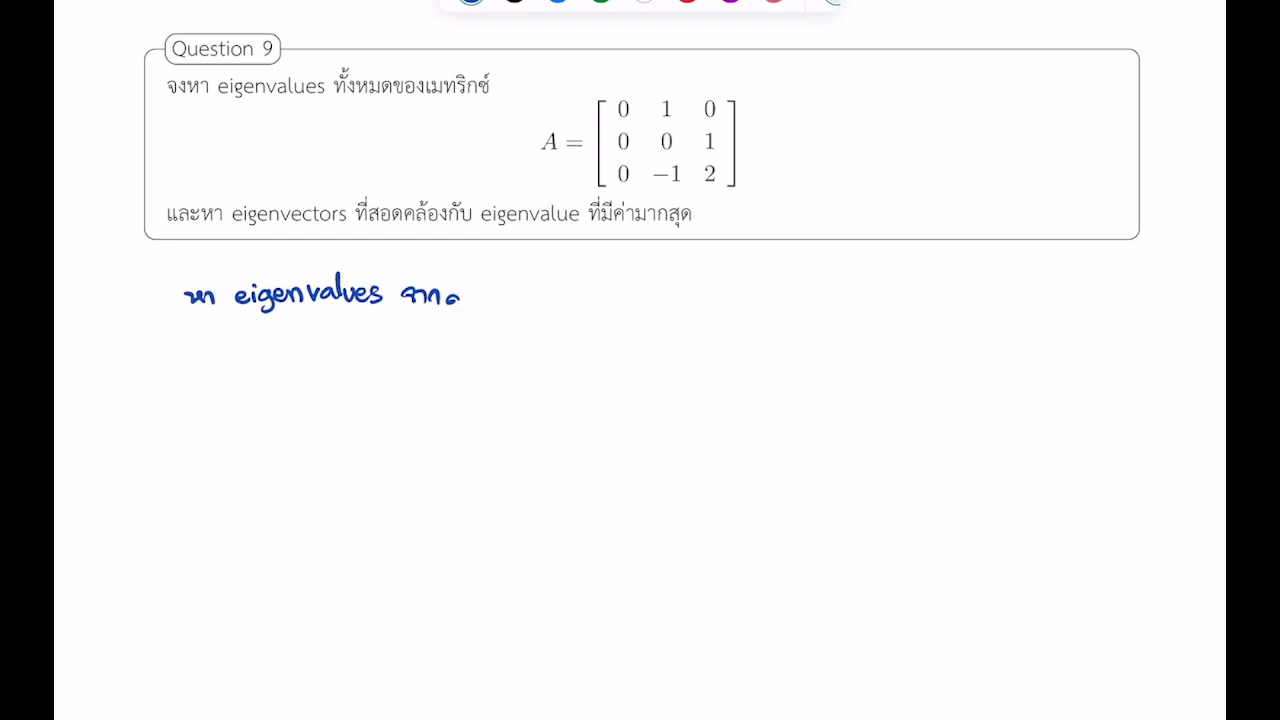 Question 9
จงหา eigenvalues ทั้งหมดของเมทริกซ์
0 1 0
A = 0 0 1
0 −1 2
และหา eigenvectors ที่สอดคล้องกับ eigenvalue ที่มีค่ามากสุด
หา eigenvalues จาก